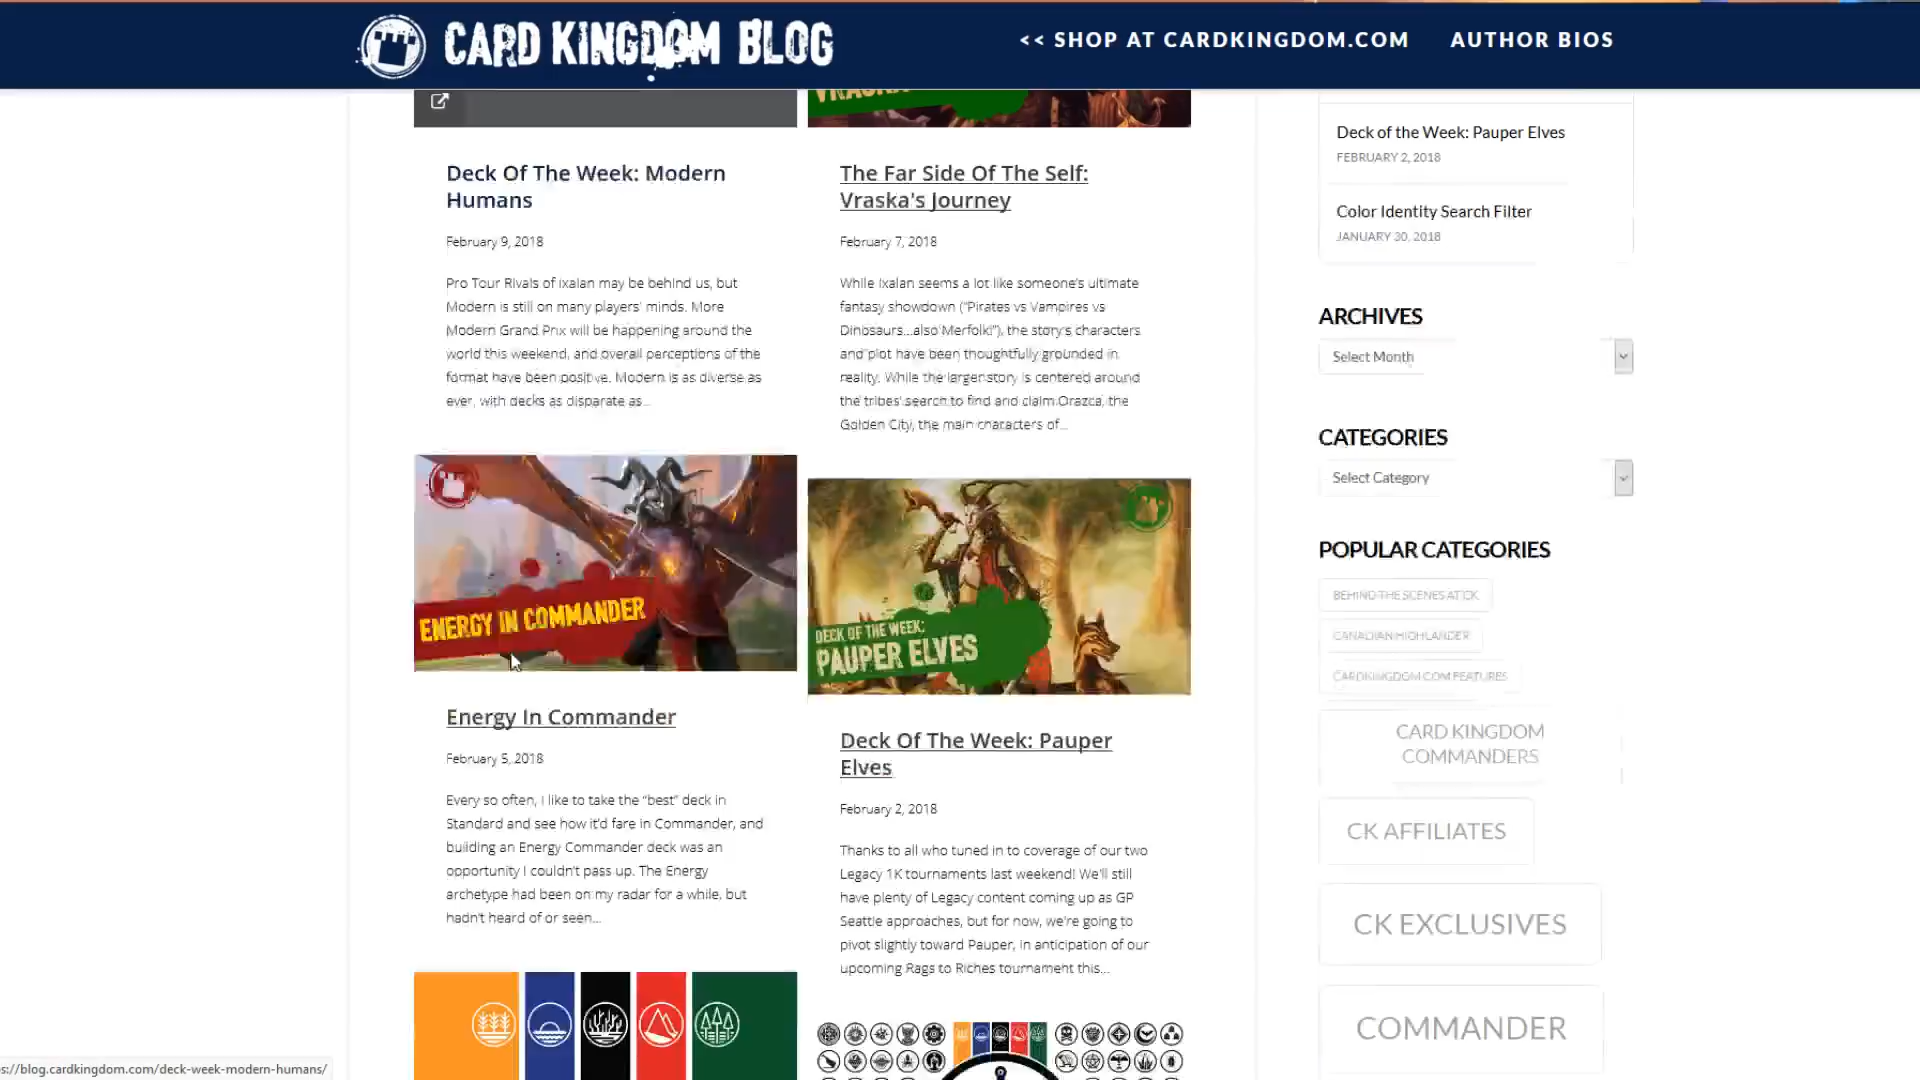 CARD KINGDOM BLOG
<< SHOP AT CARDKINGDOM.COM
AUTHOR BIOS
Deck Of The Week: Modern
Humans
February 9, 2018
Pro Tour Rivals of Ixalan may be behind us, but
Modern is still on many players' minds. More
Modern Grand Prix will be happening around the
world this weekend, and overall perceptions of the
format have been positive. Modern is as diverse as
ever, with decks as disparate as...
ENERGY IN COMMANDER
Energy In Commander
February 5, 2018
Every so often, I like to take the “best” deck in
Standard and see how it'd fare in Commander, and
building an Energy Commander deck was an
opportunity I couldn't pass up. The Energy
archetype had been on my radar for a while, but
hadn't heard of or seen...
The Far Side Of The Self:
Vraska's Journey
February 7, 2018
While Ixalan seems a lot like someone's ultimate
fantasy showdown (“Pirates vs Vampires vs
Dinosaurs...also Merfolk!”), the story's characters
and plot have been thoughtfully grounded in
reality. While the larger story is centered around
the tribes' search to find and claim Orazca, the
Golden City, the main characters of...
DECK OF THE WEEK:
PAUPER ELVES
Deck Of The Week: Pauper
Elves
February 2, 2018
Thanks to all who tuned in to coverage of our two
Legacy 1K tournaments last weekend! We'll still
have plenty of Legacy content coming up as GP
Seattle approaches, but for now, we're going to
pivot slightly toward Pauper, in anticipation of our
upcoming Rags to Riches tournament this...
Deck of the Week: Pauper Elves
FEBRUARY 2, 2018
Color Identity Search Filter
JANUARY 30, 2018
ARCHIVES
Select Month
CATEGORIES
Select Category
POPULAR CATEGORIES
BEHIND THE SCENES AT CK
CANADIAN HIGHLANDER
CARDKINGDOM.COM FEATURES
CARD KINGDOM
COMMANDERS
CK AFFILIATES
CK EXCLUSIVES
COMMANDER
s://blog.cardkingdom.com/deck-week-modern-humans/